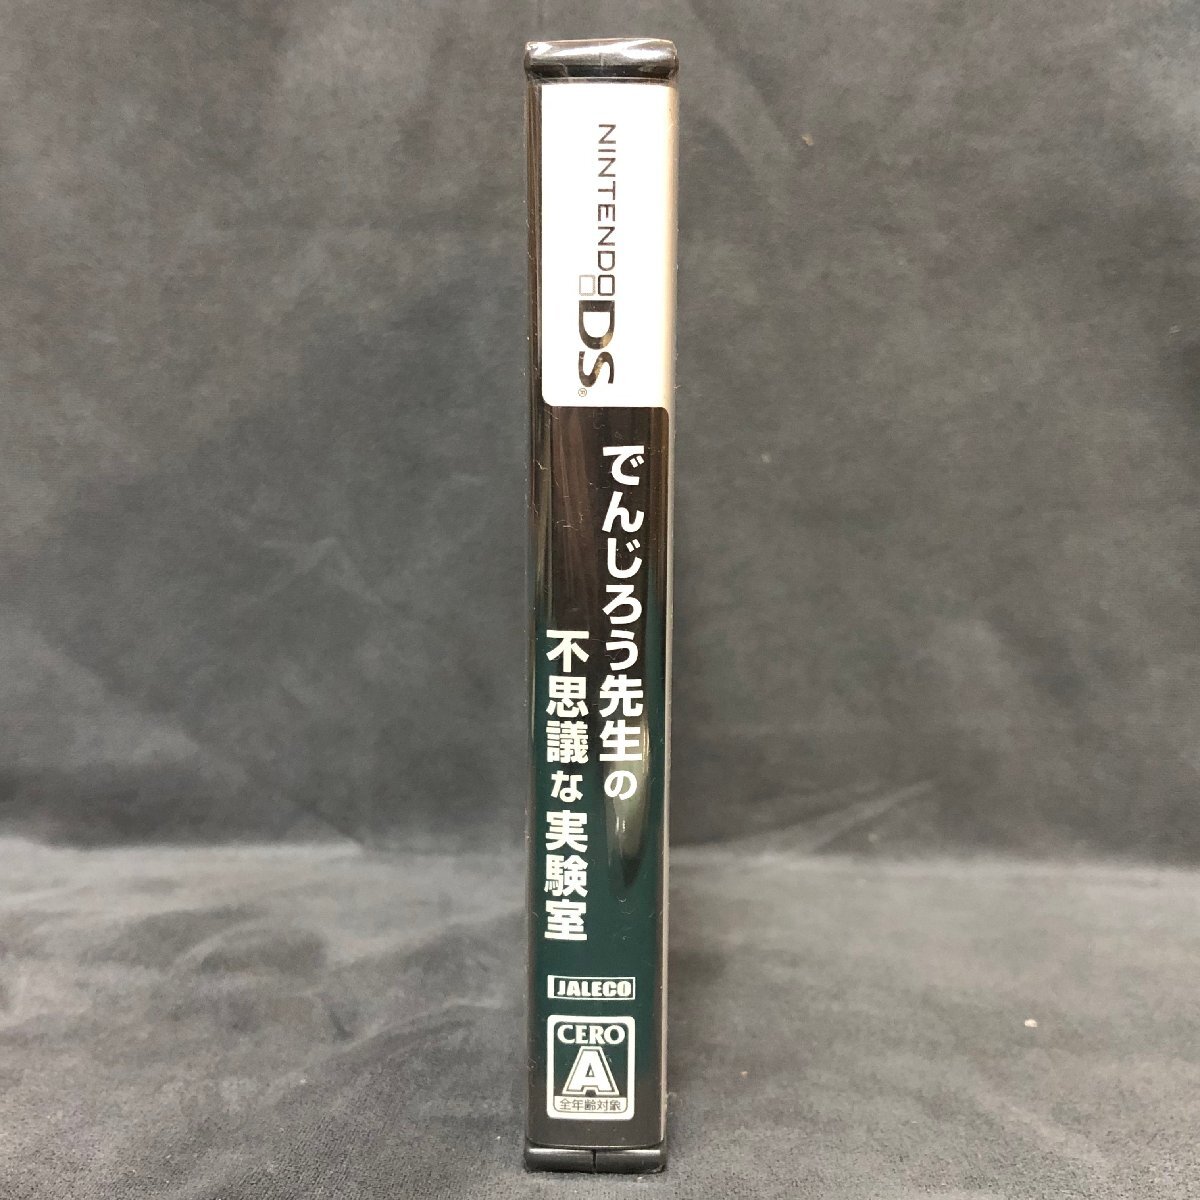 NINTENDO
DS®
でんじろう先生の
不思議な実験室
JALECO
CERO
A
全年齢対象